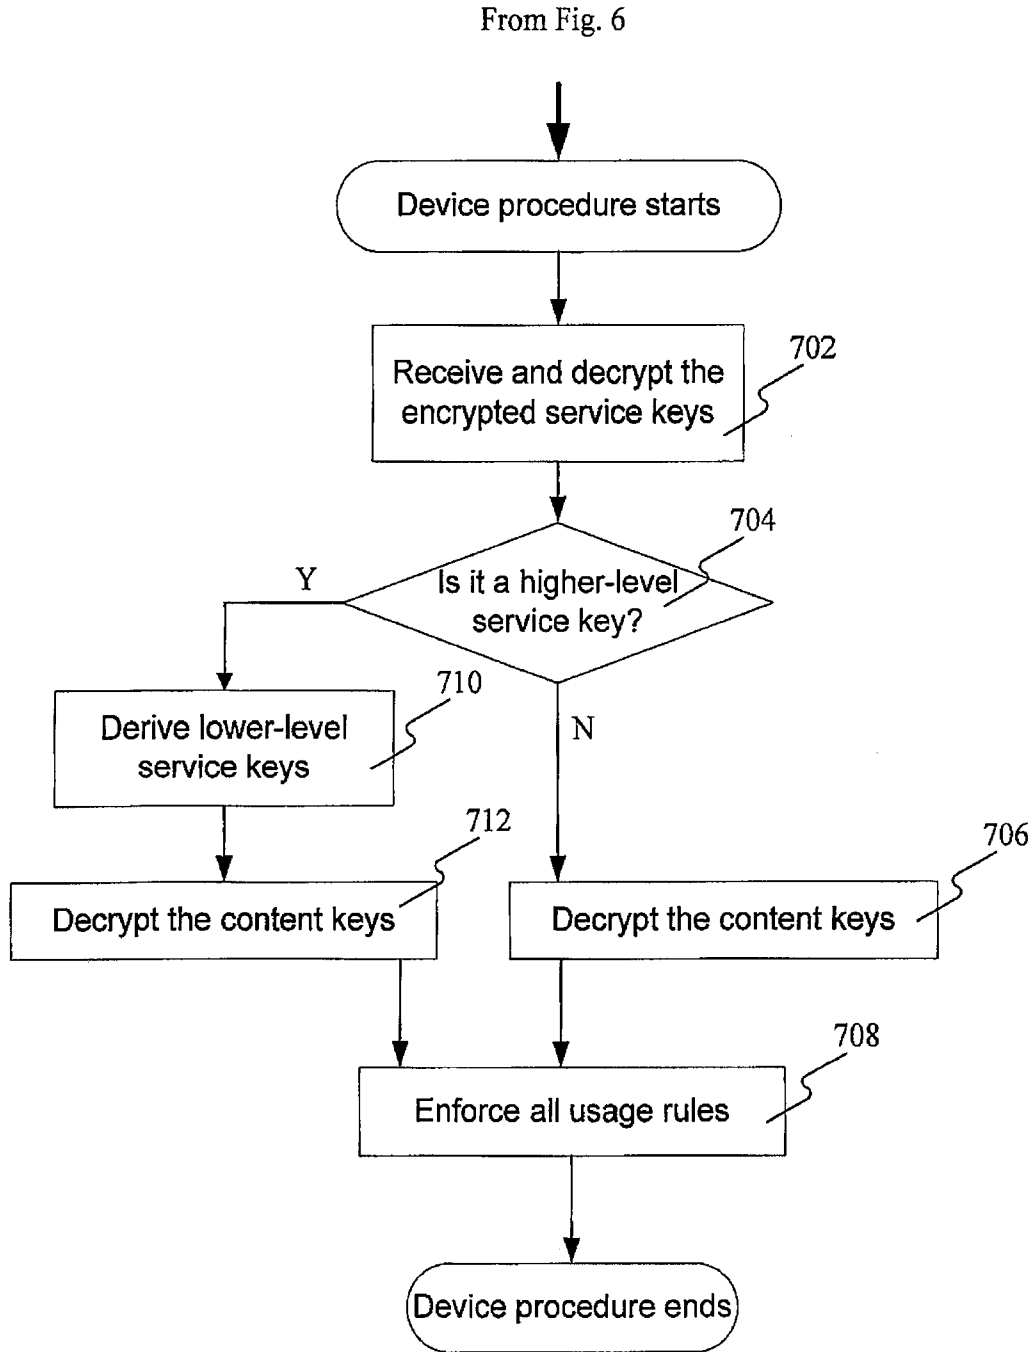 From Fig. 6
Device procedure starts
702
Receive and decrypt the
encrypted service keys
704
Y
Is it a higher-level
service key?
710
N
Derive lower-level
service keys
712
706
Decrypt the content keys
Decrypt the content keys
708
Enforce all usage rules
Device procedure ends